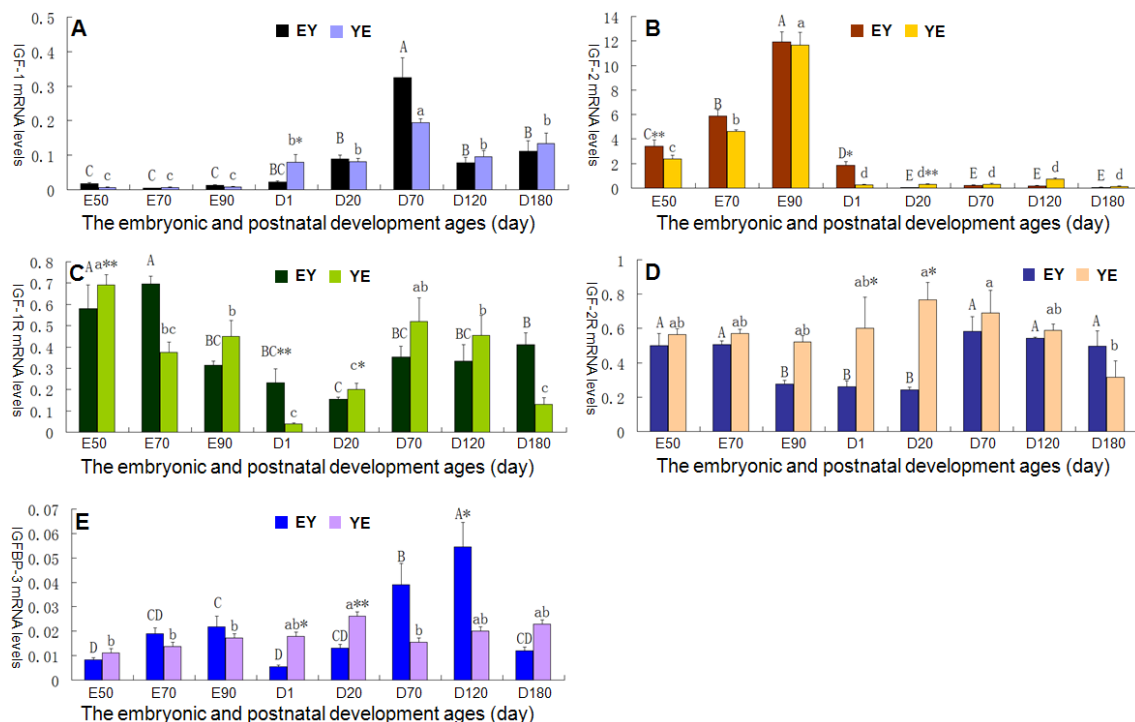 A
EY YE
IGF-1 mRNA levels
0.5
0.4
0.3
0.2
0.1
0
C c C c C c BC b* B b A a B b B b
E50 E70 E90 D1 D20 D70 D120 D180
The embryonic and postnatal development ages (day)
B
EY YE
IGF-2 mRNA levels
14
12
10
8
6
4
2
0
C** c B b A a D* d E d** E d E d E d
E50 E70 E90 D1 D20 D70 D120 D180
The embryonic and postnatal development ages (day)
C
EY YE
IGF-1R mRNA levels
0.8
0.7
0.6
0.5
0.4
0.3
0.2
0.1
0
A a** A bc BC b BC** c C c* BC ab BC b B c
E50 E70 E90 D1 D20 D70 D120 D180
The embryonic and postnatal development ages (day)
D
EY YE
IGF-2R mRNA levels
1
0.8
0.6
0.4
0.2
0
A ab A ab B ab B ab* B a* A a A ab A b
E50 E70 E90 D1 D20 D70 D120 D180
The embryonic and postnatal development ages (day)
E
EY YE
IGFBP-3 mRNA levels
0.07
0.06
0.05
0.04
0.03
0.02
0.01
0
D b CD b C b D ab* CD a** B b A* ab CD ab
E50 E70 E90 D1 D20 D70 D120 D180
The embryonic and postnatal development ages (day)